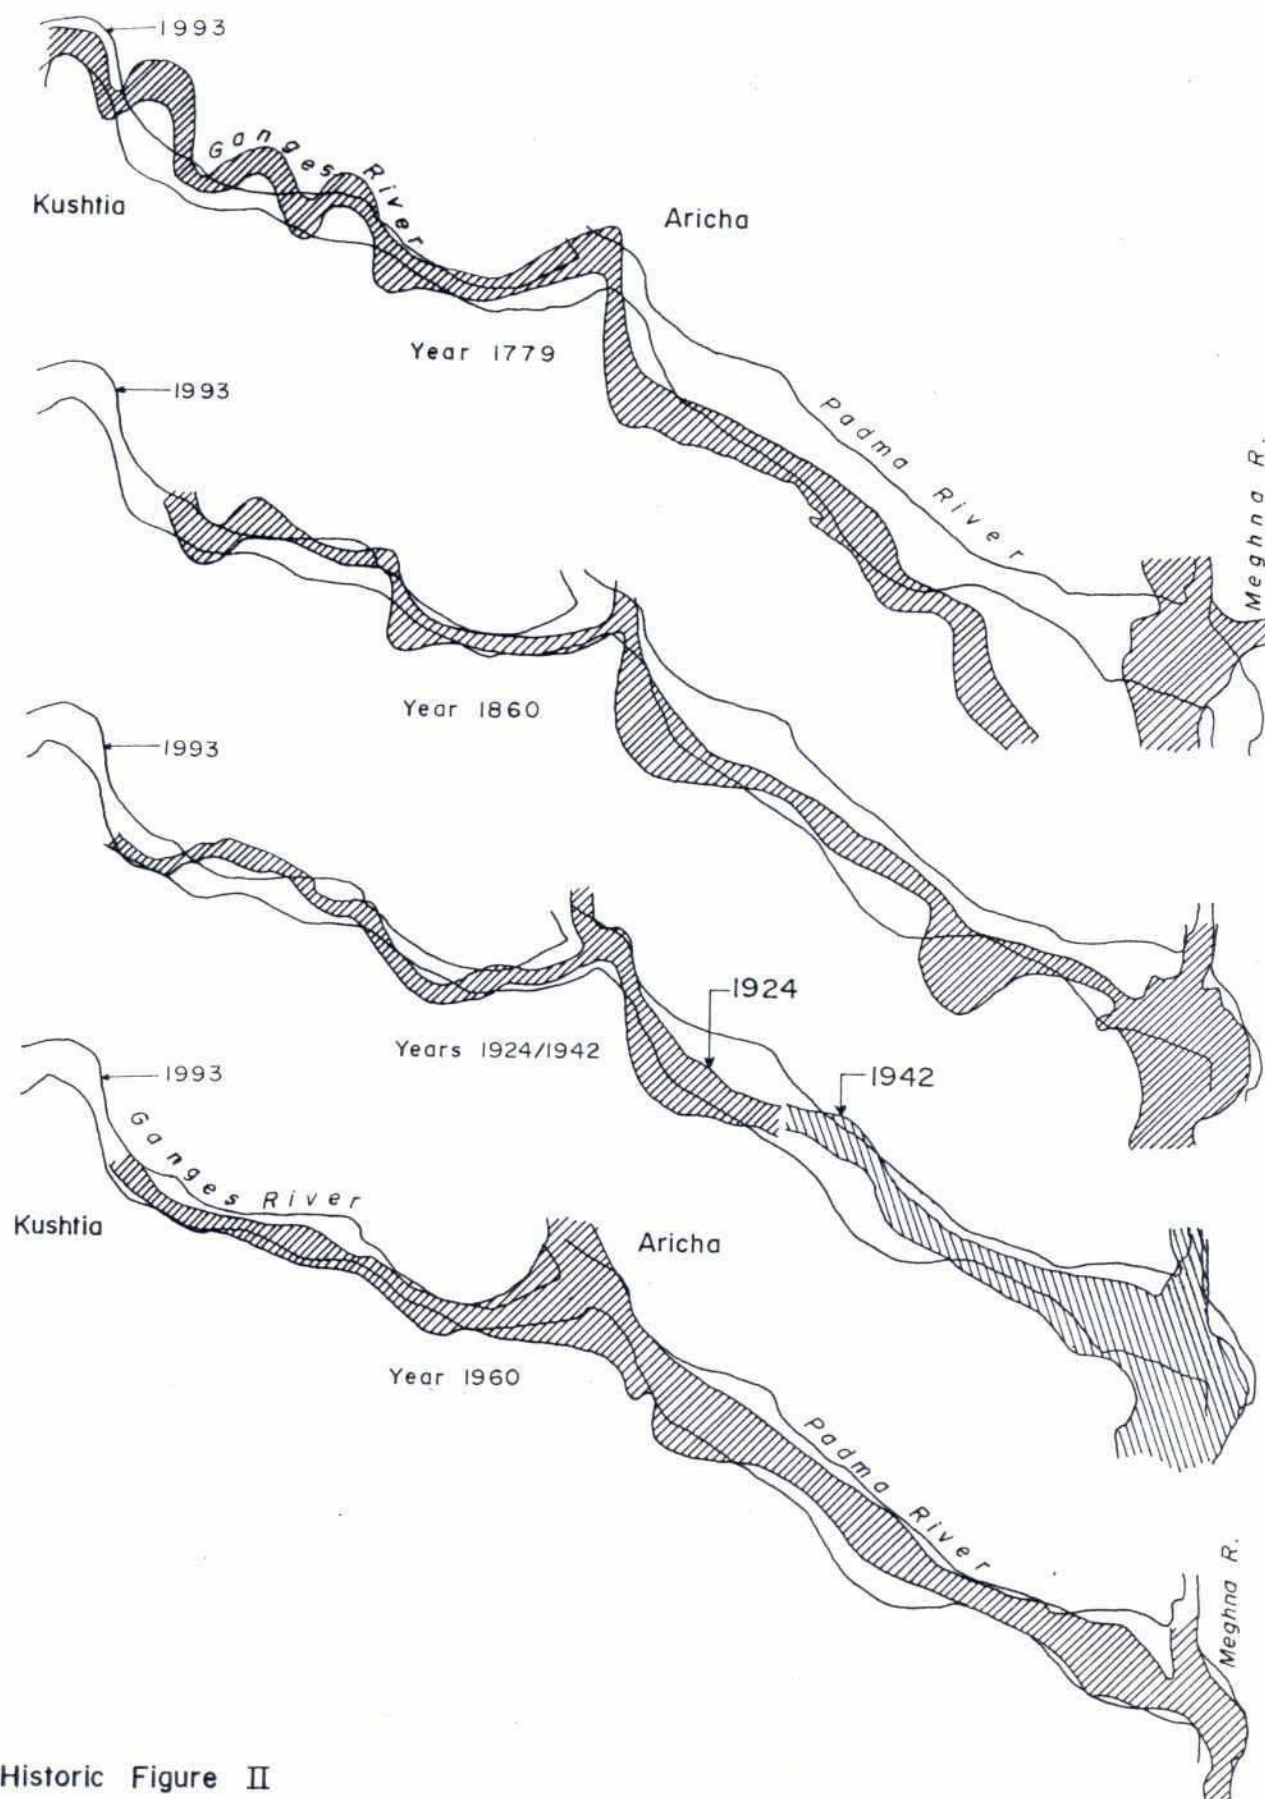 1993
Ganges River
Kushtia
Aricha
Year 1779
1993
Padma River
Meghna R.
Year 1860
1993
1924
Years 1924/1942
1942
1993
Ganges River
Kushtia
Aricha
Year 1960
Padma River
Meghna R.
Historic Figure II